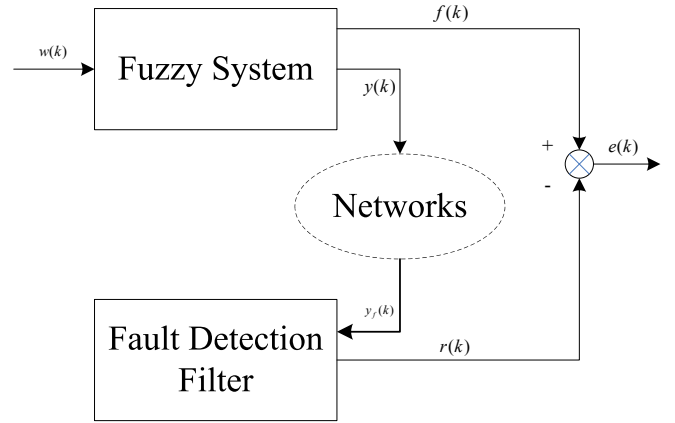 f(k)
w(k)
Fuzzy System
y(k)
+
e(k)
-
Networks
y_f(k)
Fault Detection
Filter
r(k)